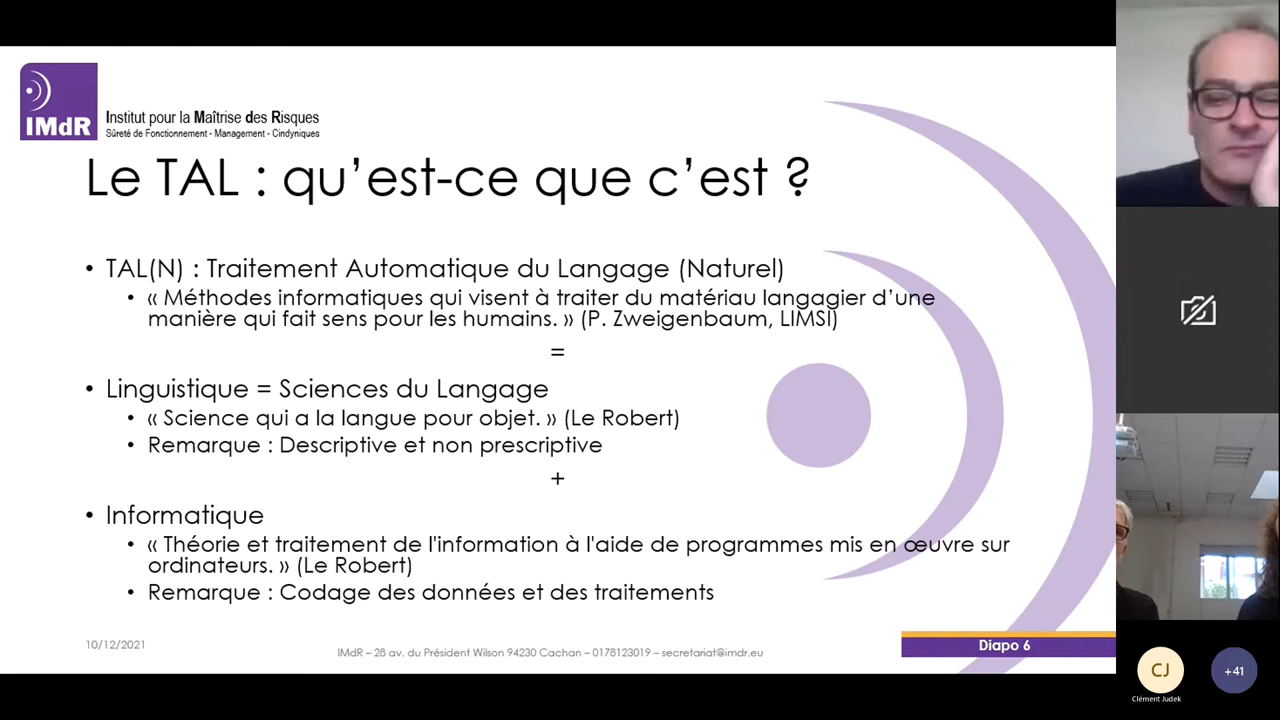 IMdR
Institut pour la Maîtrise des Risques
Sûreté de Fonctionnement - Management - Cindyniques
Le TAL : qu’est-ce que c’est ?
• TAL(N) : Traitement Automatique du Langage (Naturel)
• « Méthodes informatiques qui visent à traiter du matériau langagier d’une
manière qui fait sens pour les humains. » (P. Zweigenbaum, LIMSI)
=
• Linguistique = Sciences du Langage
• « Science qui a la langue pour objet. » (Le Robert)
• Remarque : Descriptive et non prescriptive
+
• Informatique
• « Théorie et traitement de l'information à l'aide de programmes mis en œuvre sur
ordinateurs. » (Le Robert)
• Remarque : Codage des données et des traitements
10/12/2021
IMdR – 28 av. du Président Wilson 94230 Cachan – 0178123019 – secretariat@imdr.eu
Diapo 6
CJ
+41
Clément Judek